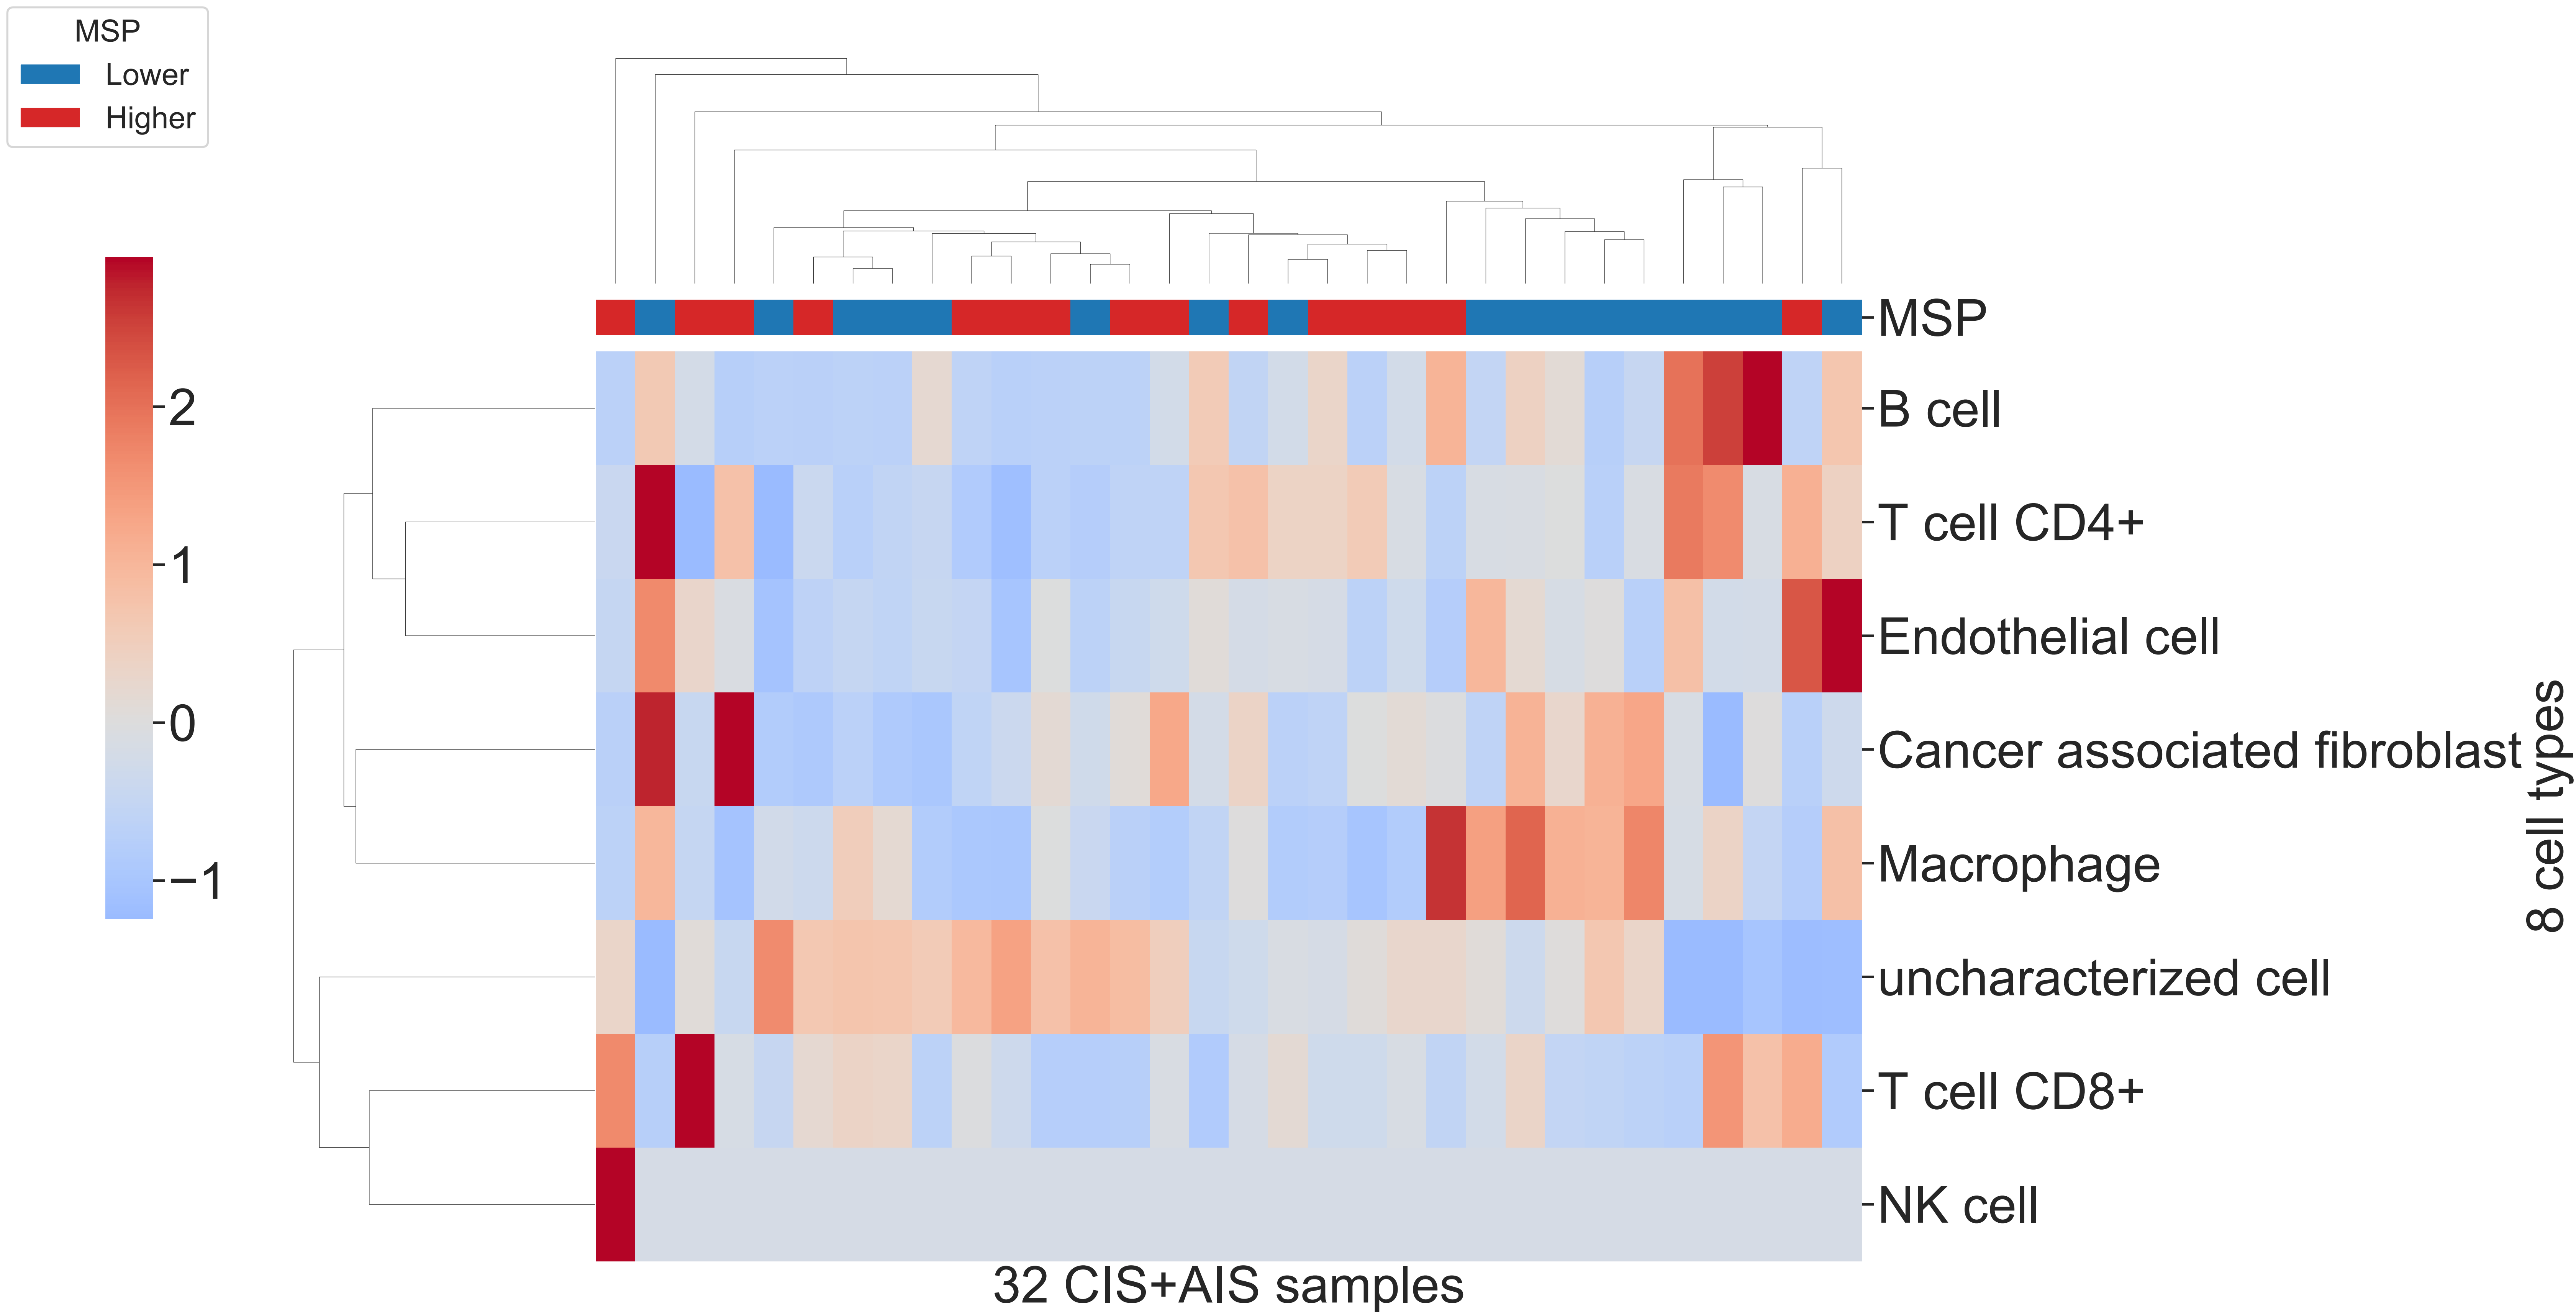 MSP
Lower
Higher
2
1
0
−1
MSP
B cell
T cell CD4+
Endothelial cell
Cancer associated fibroblast
Macrophage
uncharacterized cell
T cell CD8+
NK cell
8 cell types
32 CIS+AIS samples